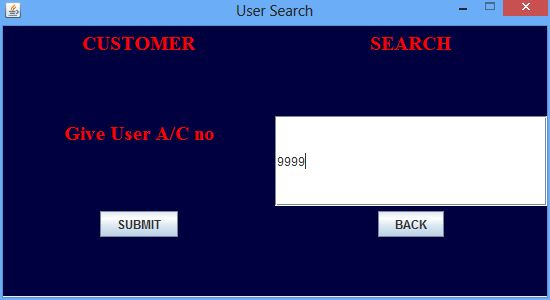 User Search
CUSTOMER SEARCH
Give User A/C no
9999
SUBMIT BACK